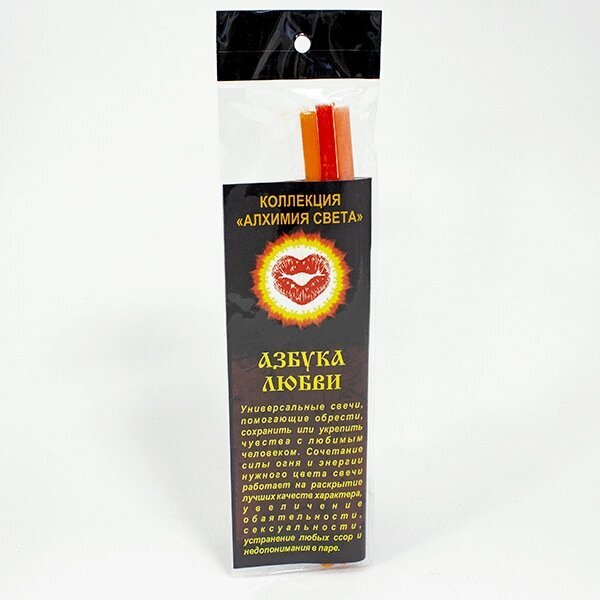 КОЛЛЕКЦИЯ
«АЛХИМИЯ СВЕТА»
АЗБУКА
ЛЮБВИ
Универсальные свечи,
помогающие обрести,
сохранить или укрепить
чувства с любимым
человеком. Сочетание
силы огня и энергии
нужного цвета свечи
работает на раскрытие
лучших качеств характера,
увеличение
обаятельности,
сексуальности,
устранение любых ссор и
недопонимания в паре.